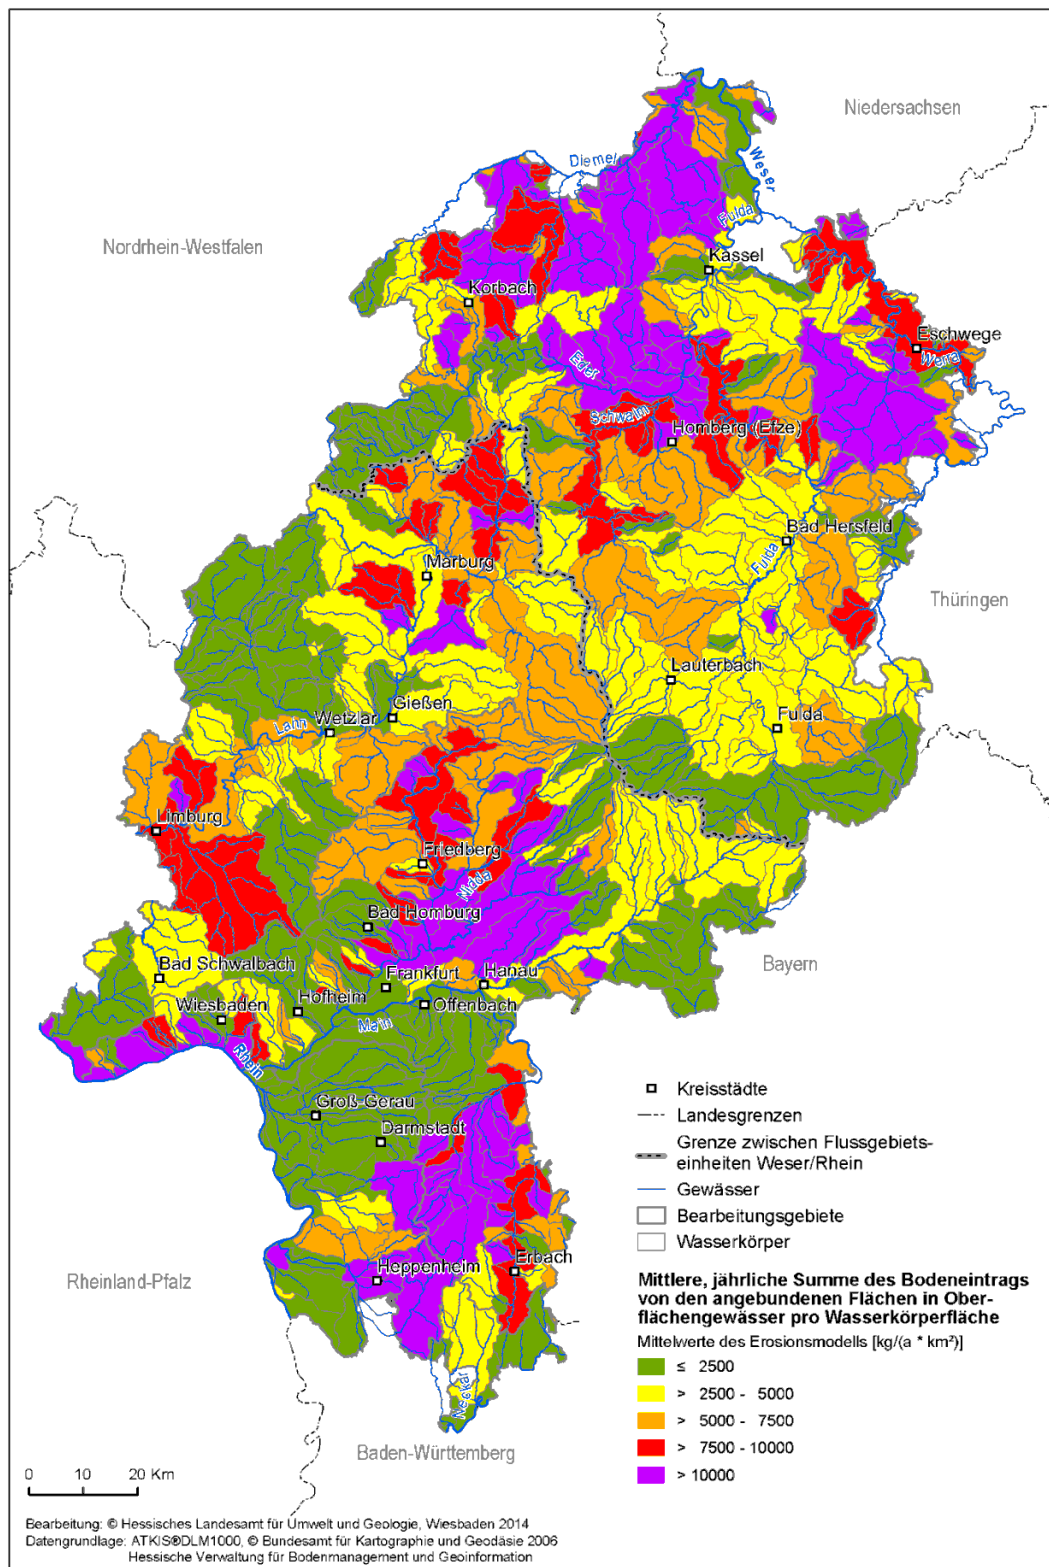 Niedersachsen
Diemel
Weser
Nordrhein-Westfalen
Fulda
Kassel
Korbach
Eschwege
Werra
Eder
Schwalm
Homberg (Efze)
Bad Hersfeld
Fulda
Marburg
Thüringen
Lauterbach
Gießen
Wetzlar
Lahn
Fulda
Limburg
Friedberg
Nidda
Bad Homburg
Bayern
Bad Schwalbach
Frankfurt
Hanau
Wiesbaden
Hofheim
Offenbach
Main
Rhein
Groß-Gerau
Darmstadt
Rheinland-Pfalz
Heppenheim
Erbach
Neckar
Baden-Württemberg
Kreisstädte
Landesgrenzen
Grenze zwischen Flussgebiets-
einheiten Weser/Rhein
Gewässer
Bearbeitungsgebiete
Wasserkörper
Mittlere, jährliche Summe des Bodeneintrags
von den angebundenen Flächen in Ober-
flächengewässer pro Wasserkörperfläche
Mittelwerte des Erosionsmodells [kg/(a * km²)]
≤ 2500
> 2500 - 5000
> 5000 - 7500
> 7500 - 10000
> 10000
0 10 20 Km
Bearbeitung: © Hessisches Landesamt für Umwelt und Geologie, Wiesbaden 2014
Datengrundlage: ATKIS®DLM1000, © Bundesamt für Kartographie und Geodäsie 2006
Hessische Verwaltung für Bodenmanagement und Geoinformation